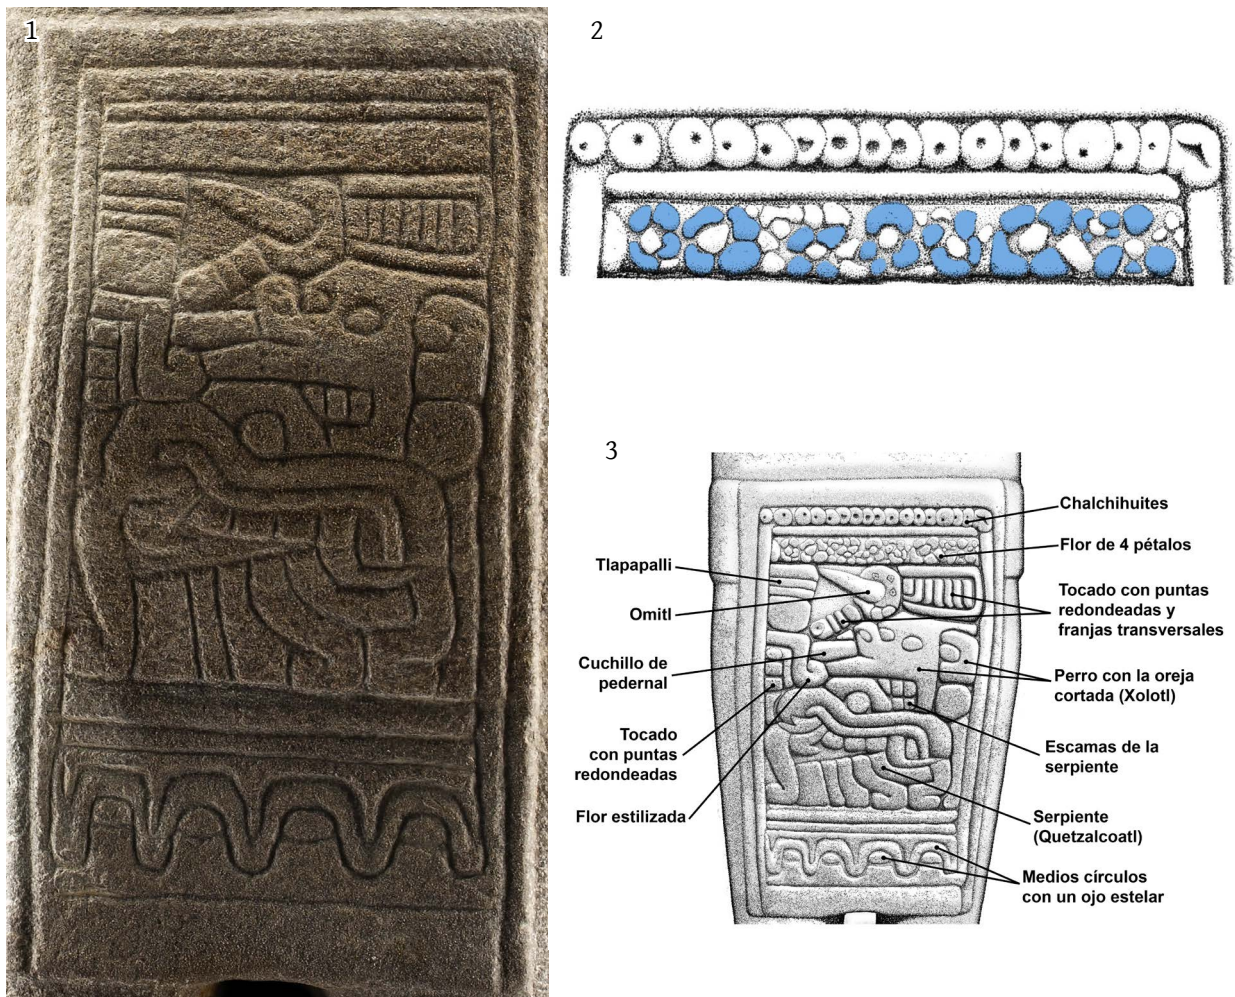 1
2
3
Chalchihuites
Flor de 4 pétalos
Tlapapalli
Omitl
Tocado con puntas
redondeadas y
franjas transversales
Cuchillo de
pedernal
Perro con la oreja
cortada (Xolotl)
Tocado
con puntas
redondeadas
Escamas de la
serpiente
Flor estilizada
Serpiente
(Quetzalcoatl)
Medios círculos
con un ojo estelar